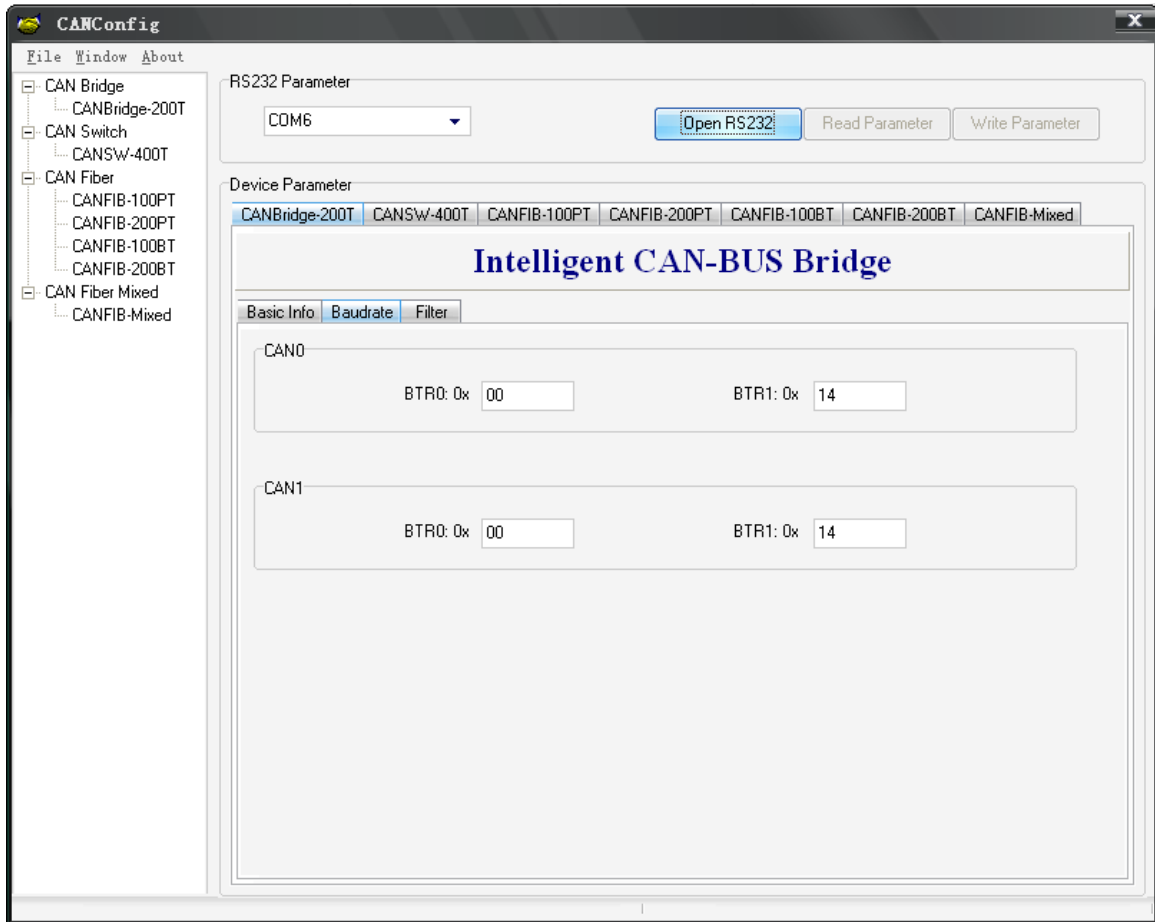 CANConfig
File Window About
CAN Bridge
CANBridge-200T
CAN Switch
CANSW-400T
CAN Fiber
CANFIB-100PT
CANFIB-200PT
CANFIB-100BT
CANFIB-200BT
CAN Fiber Mixed
CANFIB-Mixed
RS232 Parameter
COM6 Open RS232 Read Parameter Write Parameter
Device Parameter
CANBridge-200T CANSW-400T CANFIB-100PT CANFIB-200PT CANFIB-100BT CANFIB-200BT CANFIB-Mixed
Intelligent CAN-BUS Bridge
Basic Info Baudrate Filter
CAN0
BTR0: 0x 00 BTR1: 0x 14
CAN1
BTR0: 0x 00 BTR1: 0x 14